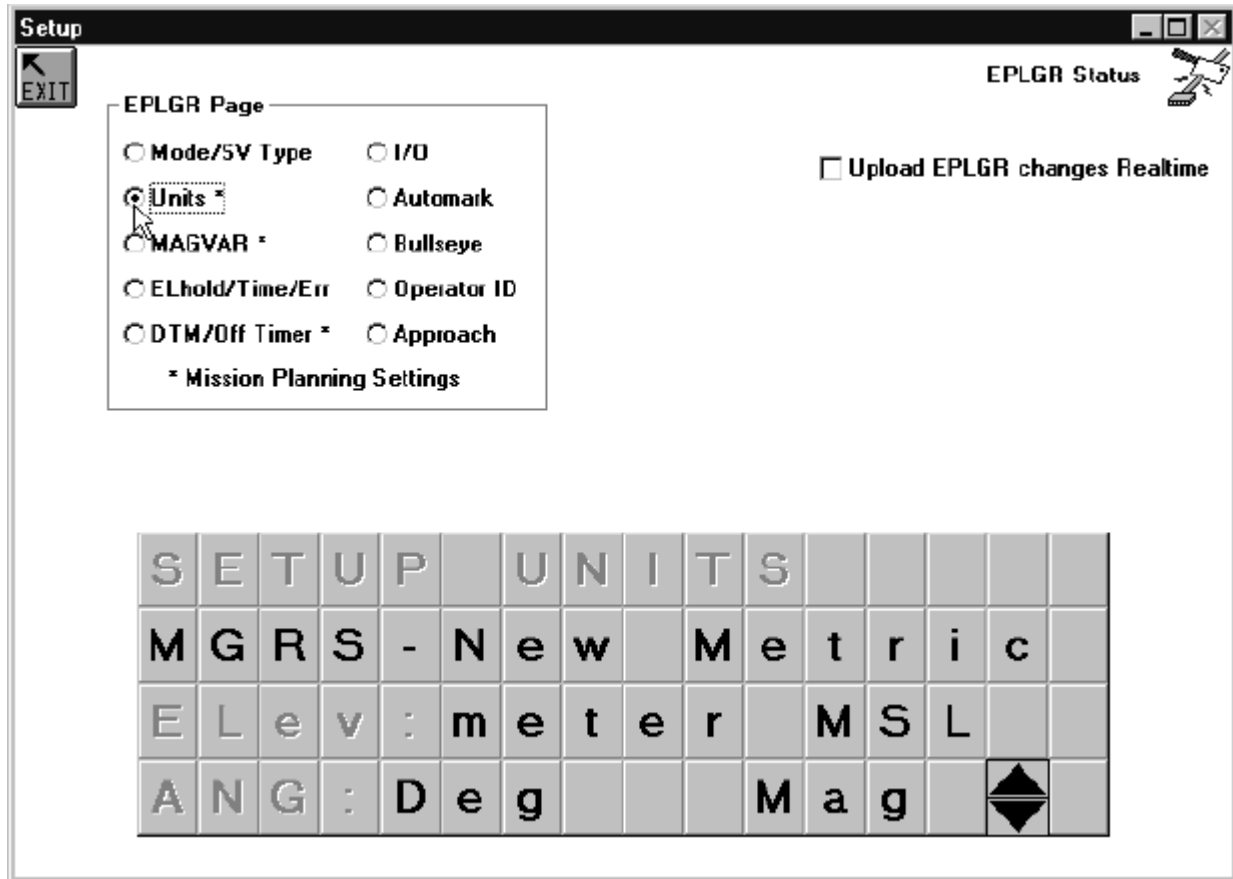 Setup
EXIT
EPLGR Status
EPLGR Page
Mode/SV Type
I/O
Upload EPLGR changes Realtime
Units *
Automark
MAGVAR *
Bullseye
ELhold/Time/Err
Operator ID
DTM/Off Timer *
Approach
* Mission Planning Settings
SETUP UNITS
MGRS-New Metric
ELev:meter MSL
ANG:Deg Mag